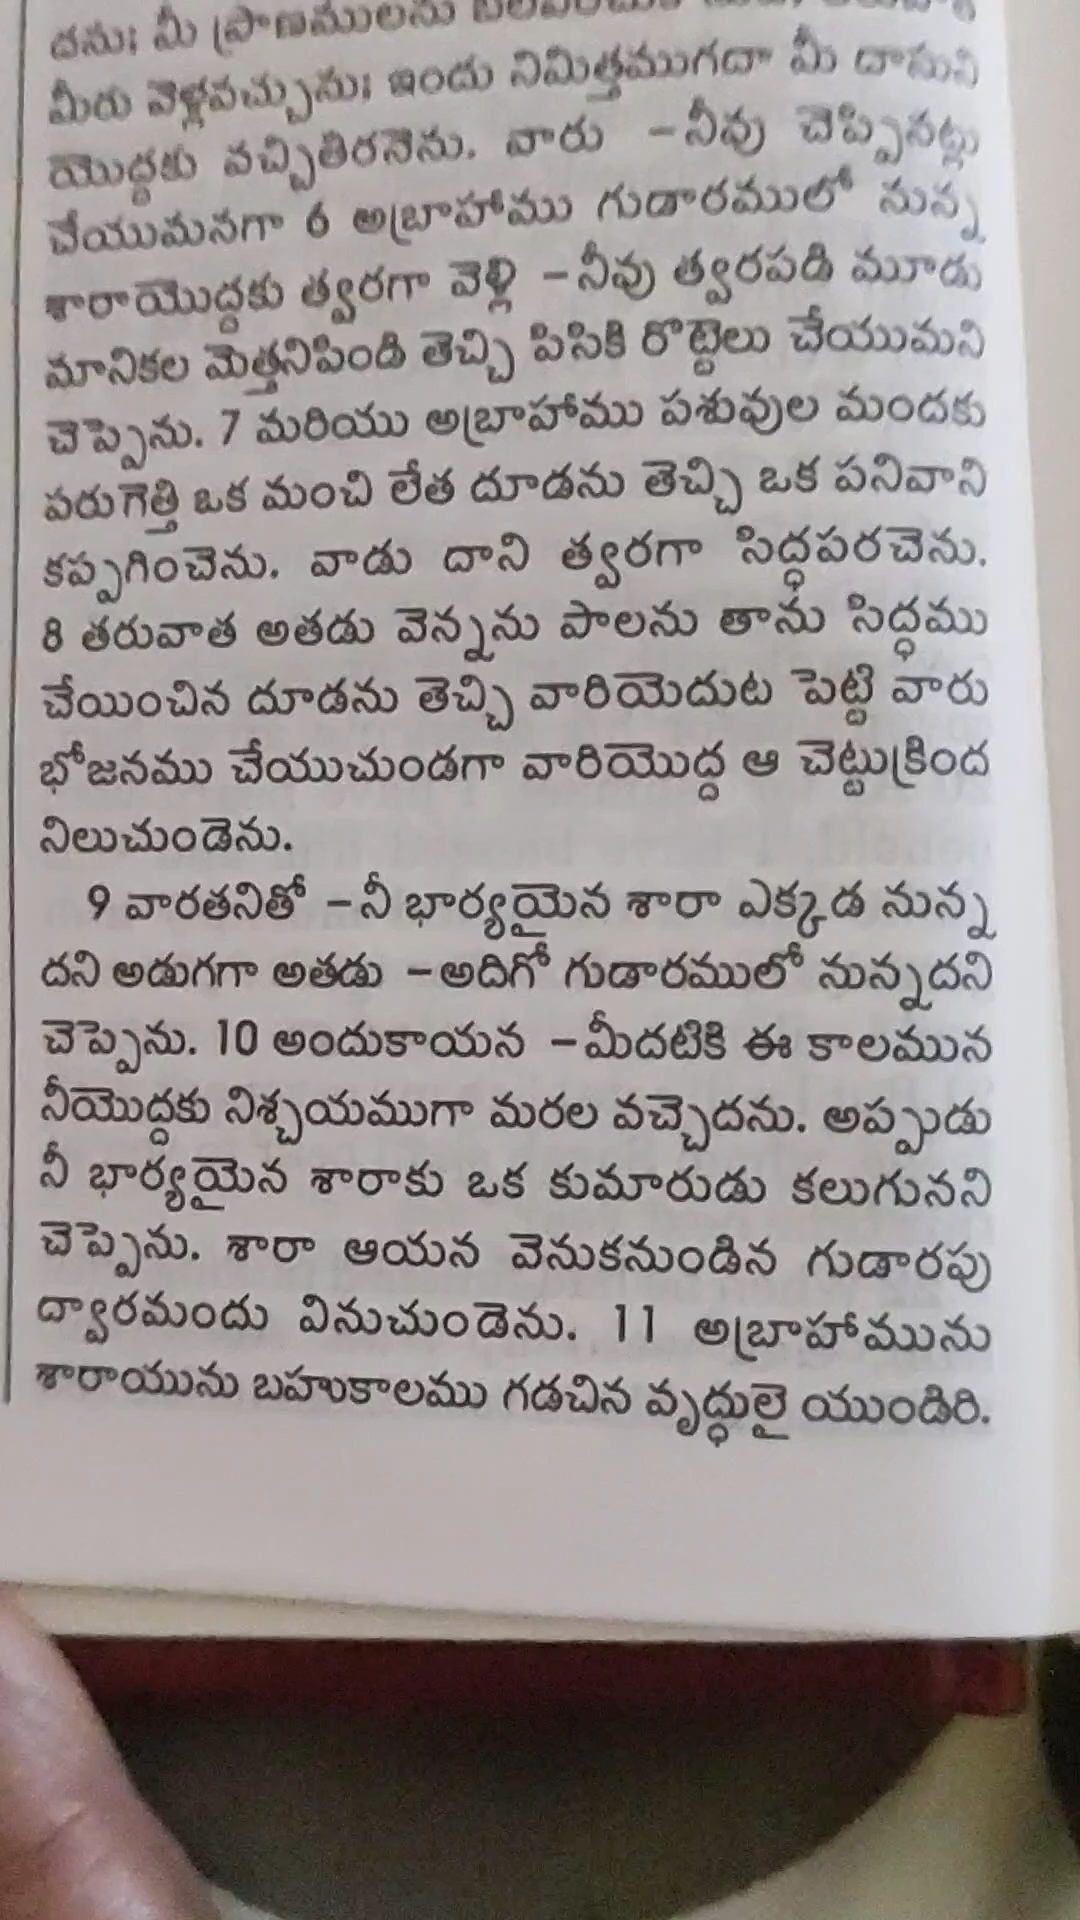 దను; మీ ప్రాణములను
మీరు వెళ్లవచ్చును; ఇందు నిమిత్తముగదా మీ దాసుని
యొద్దకు వచ్చితిరనెను. వారు –నీవు చెప్పినట్లు
చేయుమనగా 6 అబ్రాహాము గుడారములో నున్న
శారాయొద్దకు త్వరగా వెళ్లి –నీవు త్వరపడి మూడు
మానికల మెత్తనిపిండి తెచ్చి పిసికి రొట్టెలు చేయుమని
చెప్పెను. 7 మరియు అబ్రాహాము పశువుల మందకు
పరుగెత్తి ఒక మంచి లేత దూడను తెచ్చి ఒక పనివాని
కప్పగించెను. వాడు దాని త్వరగా సిద్ధపరచెను.
8 తరువాత అతడు వెన్నను పాలను తాను సిద్ధము
చేయించిన దూడను తెచ్చి వారియెదుట పెట్టి వారు
భోజనము చేయుచుండగా వారియొద్ద ఆ చెట్టుక్రింద
నిలుచుండెను.
9 వారతనితో –నీ భార్యయైన శారా ఎక్కడ నున్న
దని అడుగగా అతడు –అదిగో గుడారములో నున్నదని
చెప్పెను. 10 అందుకాయన –మీదటికి ఈ కాలమున
నీయొద్దకు నిశ్చయముగా మరల వచ్చెదను. అప్పుడు
నీ భార్యయైన శారాకు ఒక కుమారుడు కలుగునని
చెప్పెను. శారా ఆయన వెనుకనుండిన గుడారపు
ద్వారమందు వినుచుండెను. 11 అబ్రాహామును
శారాయును బహుకాలము గడచిన వృద్ధులై యుండిరి.